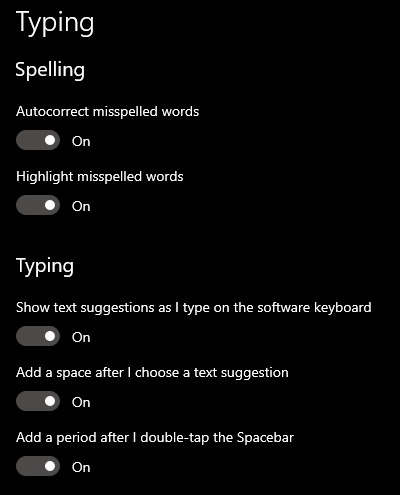 Typing
Spelling
Autocorrect misspelled words
On
Highlight misspelled words
On
Typing
Show text suggestions as I type on the software keyboard
On
Add a space after I choose a text suggestion
On
Add a period after I double-tap the Spacebar
On